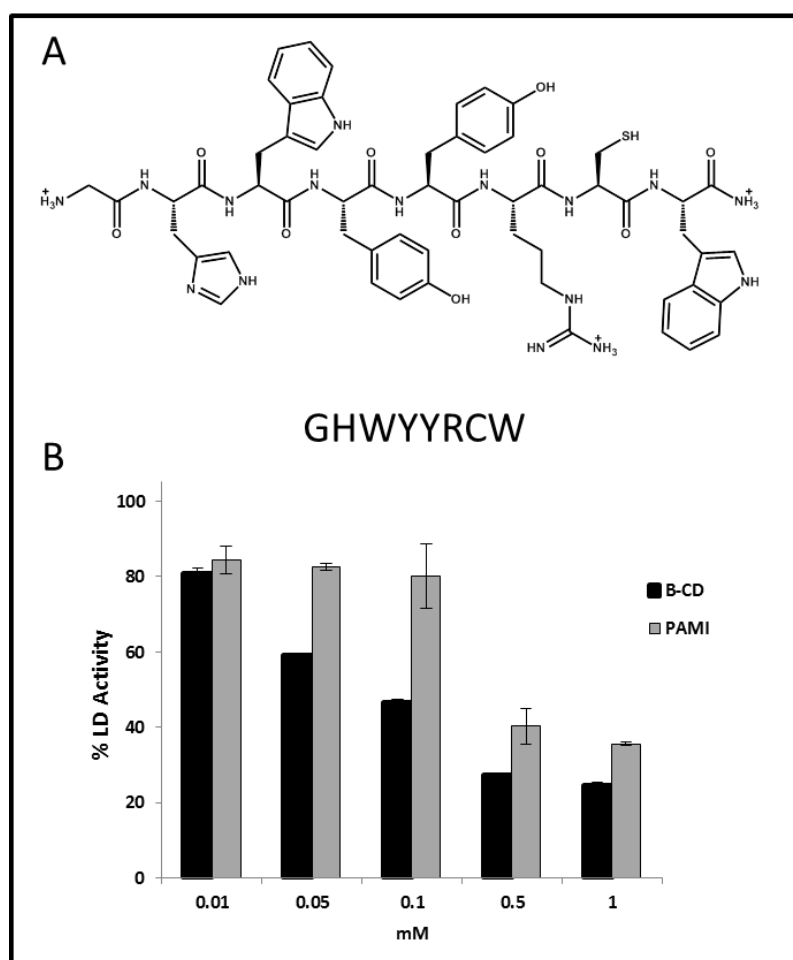 A
OH
NH
SH
O
H
N
H3N
+
NH3
+
N
NH
OH
NH
HN
NH3
+
NH
GHWYYRCW
B
100
80
60
40
20
0
% LD Activity
B-CD
PAMI
0.01 0.05 0.1 0.5 1
mM